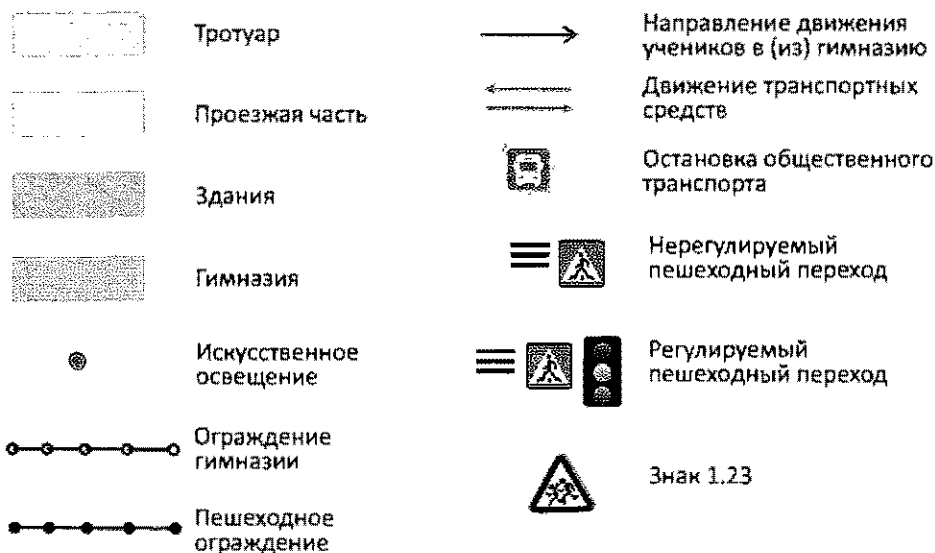 Тротуар
Проезжая часть
Здания
Гимназия
Искусственное
освещение
Ограждение
гимназии
Пешеходное
ограждение
Направление движения
учеников в (из) гимназию
Движение транспортных
средств
Остановка общественного
транспорта
Нерегулируемый
пешеходный переход
Регулируемый
пешеходный переход
Знак 1.23